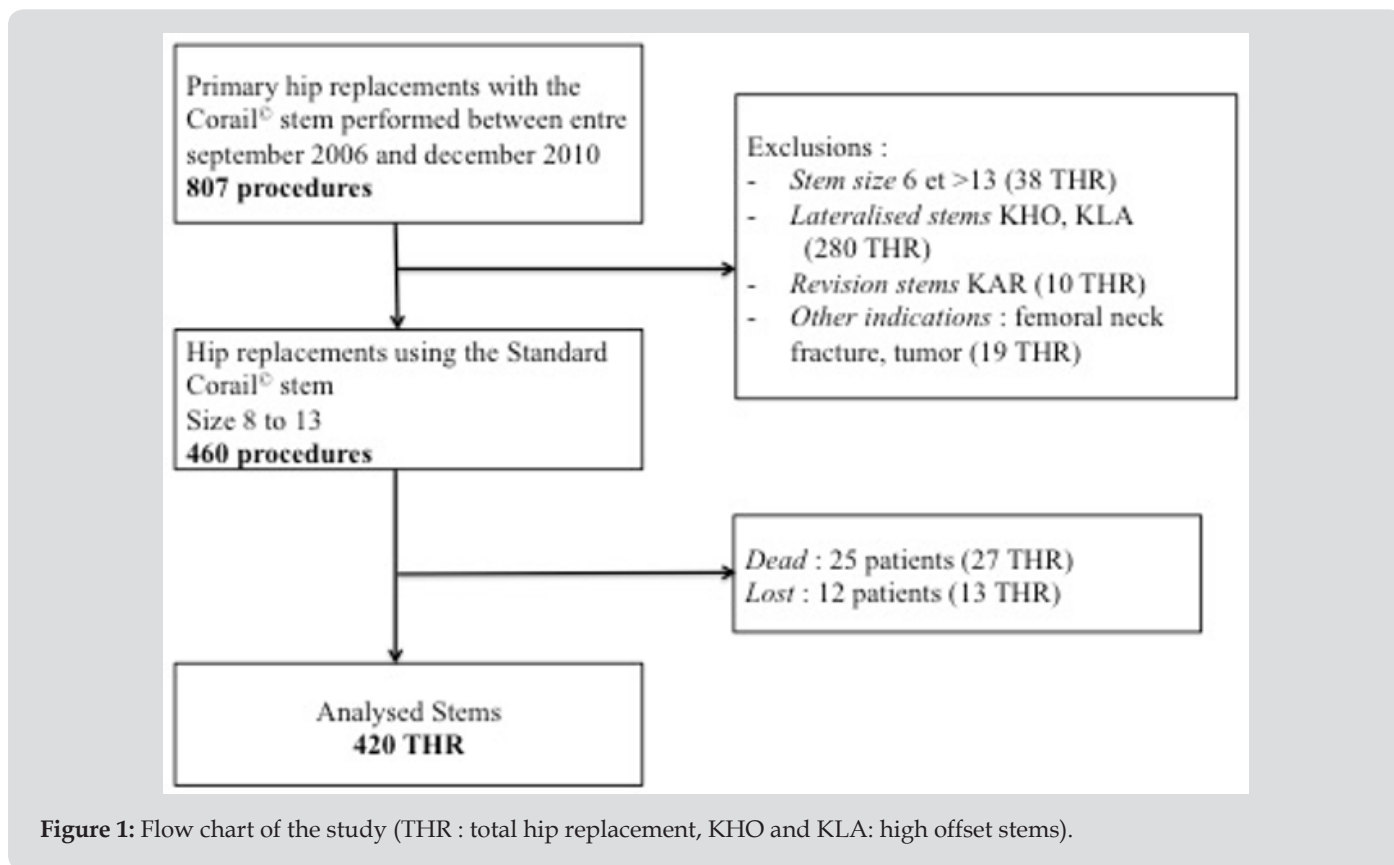 Primary hip replacements with the
Corail© stem performed between entre
september 2006 and december 2010
807 procedures
Exclusions :
- Stem size 6 et >13 (38 THR)
- Lateralised stems KHO, KLA
(280 THR)
- Revision stems KAR (10 THR)
- Other indications : femoral neck
fracture, tumor (19 THR)
Hip replacements using the Standard
Corail© stem
Size 8 to 13
460 procedures
Dead : 25 patients (27 THR)
Lost : 12 patients (13 THR)
Analysed Stems
420 THR
Figure 1: Flow chart of the study (THR : total hip replacement, KHO and KLA: high offset stems).